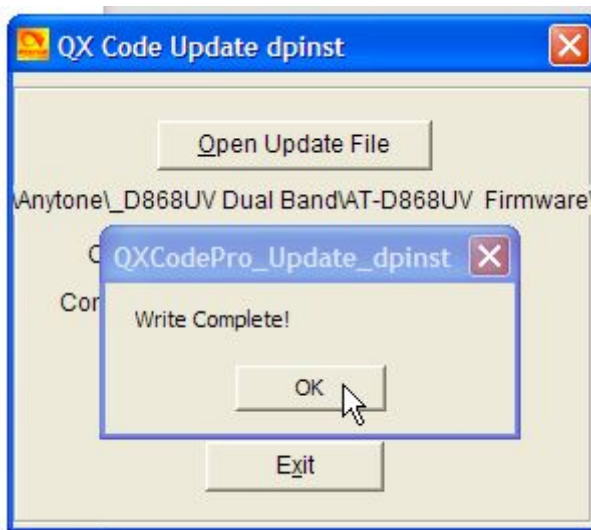 QX Code Update dpinst
Open Update File
\Anytone\_D868UV Dual Band\AT-D868UV Firmware\
QXCodePro_Update_dpinst
Write Complete!
OK
Exit